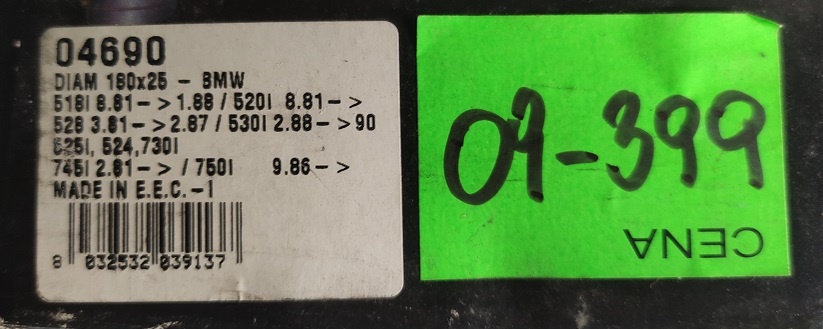 04690
DIAM 180x25 - BMW
518I 8.81-> 1.88 / 520I 8.81->
528 3.81-> 2.87 / 530I 2.88->90
525I, 524,730I
745I 2.81-> / 750I 9.86->
MADE IN E.E.C.-1
8 032532 039137
09-399
CENA